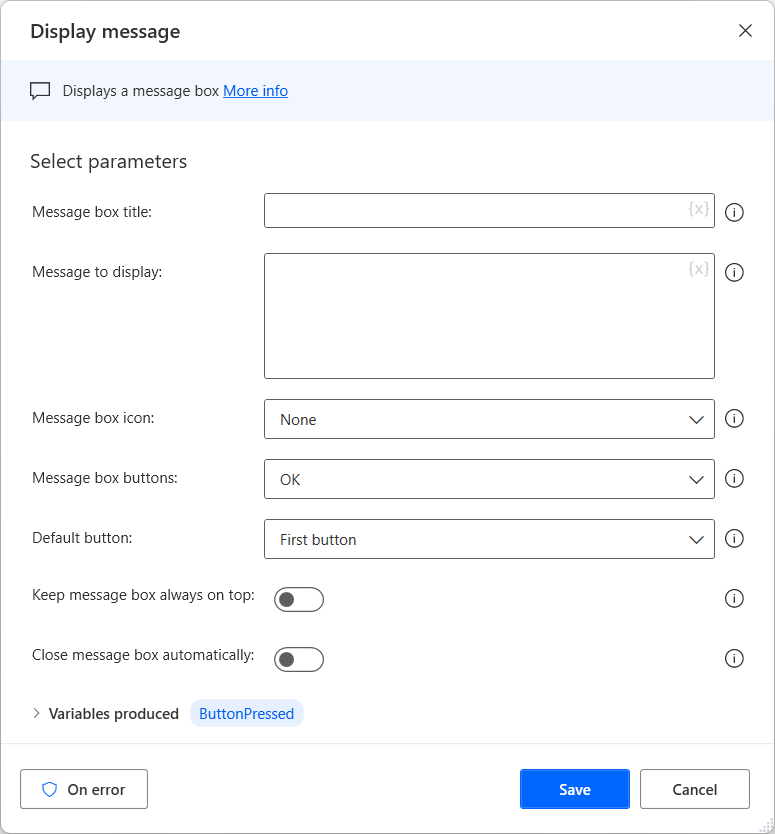 Display message
Displays a message box More info
Select parameters
Message box title:
{x}
Message to display:
{x}
Message box icon:
None
Message box buttons:
OK
Default button:
First button
Keep message box always on top:
Close message box automatically:
Variables produced ButtonPressed
On error
Save
Cancel